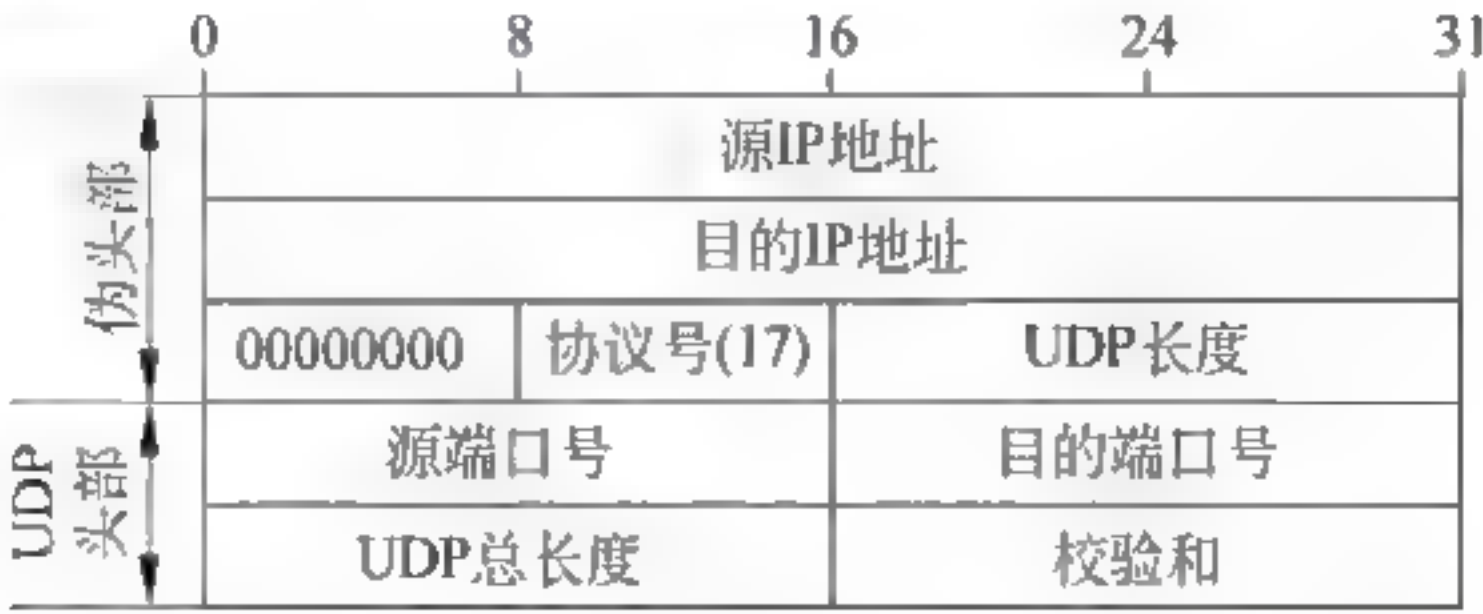 0 8 16 24 31
伪头部
源IP地址
目的IP地址
00000000 协议号(17) UDP长度
UDP
头部
源端口号 目的端口号
UDP总长度 校验和